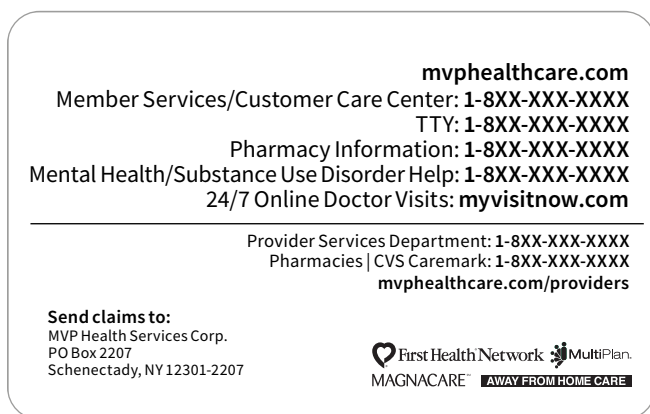 mvphealthcare.com
Member Services/Customer Care Center: 1-8XX-XXX-XXXX
TTY: 1-8XX-XXX-XXXX
Pharmacy Information: 1-8XX-XXX-XXXX
Mental Health/Substance Use Disorder Help: 1-8XX-XXX-XXXX
24/7 Online Doctor Visits: myvisitnow.com
Provider Services Department: 1-8XX-XXX-XXXX
Pharmacies | CVS Caremark: 1-8XX-XXX-XXXX
mvphealthcare.com/providers
Send claims to:
MVP Health Services Corp.
PO Box 2207
Schenectady, NY 12301-2207
First Health Network MultiPlan.
MAGNACARE™ AWAY FROM HOME CARE